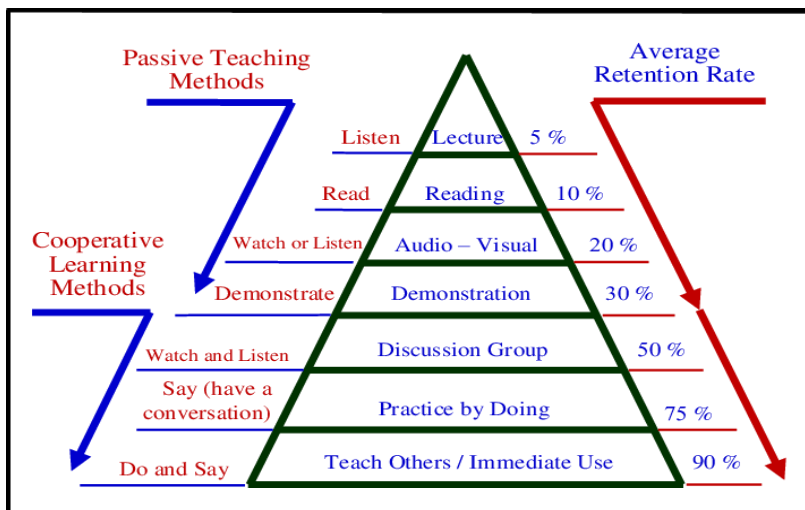 Passive Teaching
Methods
Average
Retention Rate
Listen Lecture 5 %
Read Reading 10 %
Cooperative
Learning
Methods
Watch or Listen Audio – Visual 20 %
Demonstrate Demonstration 30 %
Watch and Listen Discussion Group 50 %
Say (have a
conversation) Practice by Doing 75 %
Do and Say Teach Others / Immediate Use 90 %